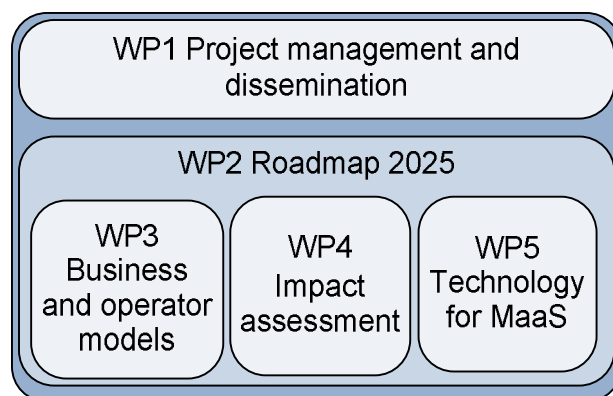 WP1 Project management and
dissemination
WP2 Roadmap 2025
WP3
Business
and operator
models
WP4
Impact
assessment
WP5
Technology
for MaaS